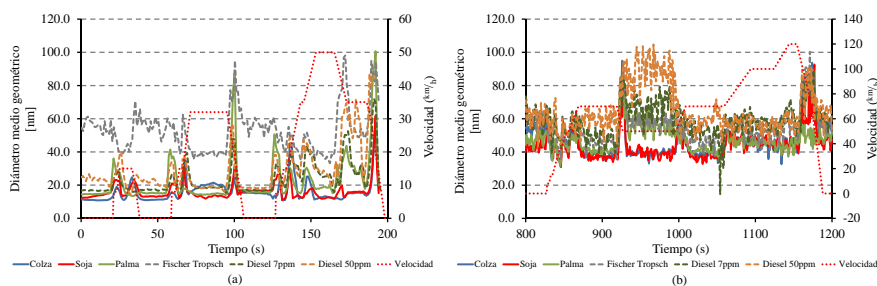 120.0
100.0
80.0
60.0
40.0
20.0
0.0
Diámetro medio geométrico
[nm]
0 50 100 150 200
Tiempo (s)
60
50
40
30
20
10
0
Velocidad (km/h)
Colza Soja Palma Fischer Tropsch Diesel 7ppm Diesel 50ppm Velocidad
(a)
120.0
100.0
80.0
60.0
40.0
20.0
0.0
Diámetro medio geométrico
[nm]
800 900 1000 1100 1200
Tiempo (s)
140
120
100
80
60
40
20
0
-20
Velocidad (km/h)
Colza Soja Palma Fischer Tropsch Diesel 7ppm Diesel 50ppm Velocidad
(b)